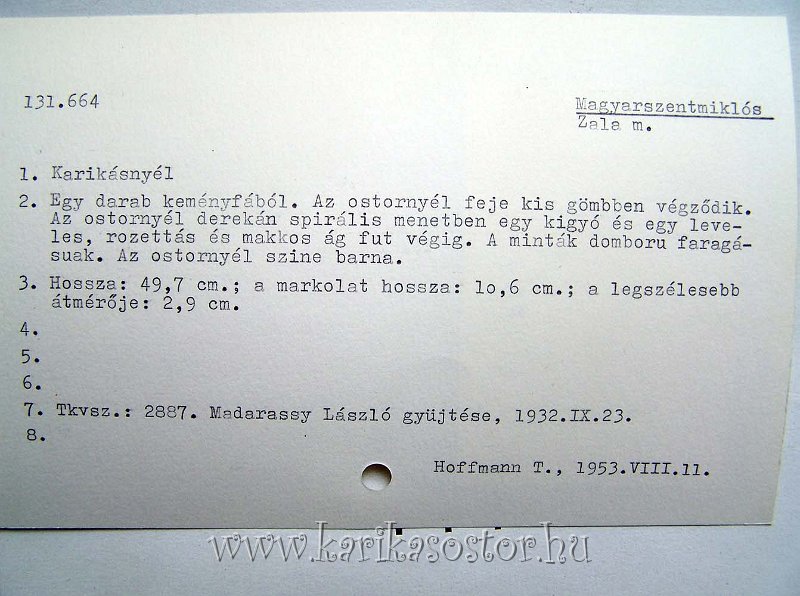 131.664
Magyarszentmiklós
Zala m.
1. Karikásnyél
2. Egy darab keményfából. Az ostornyél feje kis gömbben végződik.
Az ostornyél derekán spirális menetben egy kigyó és egy leve-
les, rozettás és makkos ág fut végig. A minták domboru faragá-
suak. Az ostornyél szine barna.
3. Hossza: 49,7 cm.; a markolat hossza: lo,6 cm.; a legszélesebb
átmérője: 2,9 cm.
4.
5.
6.
7. Tkvsz.: 2887. Madarassy László gyüjtése, 1932.IX.23.
8.
Hoffmann T., 1953.VIII.11.
www.karikasostor.hu